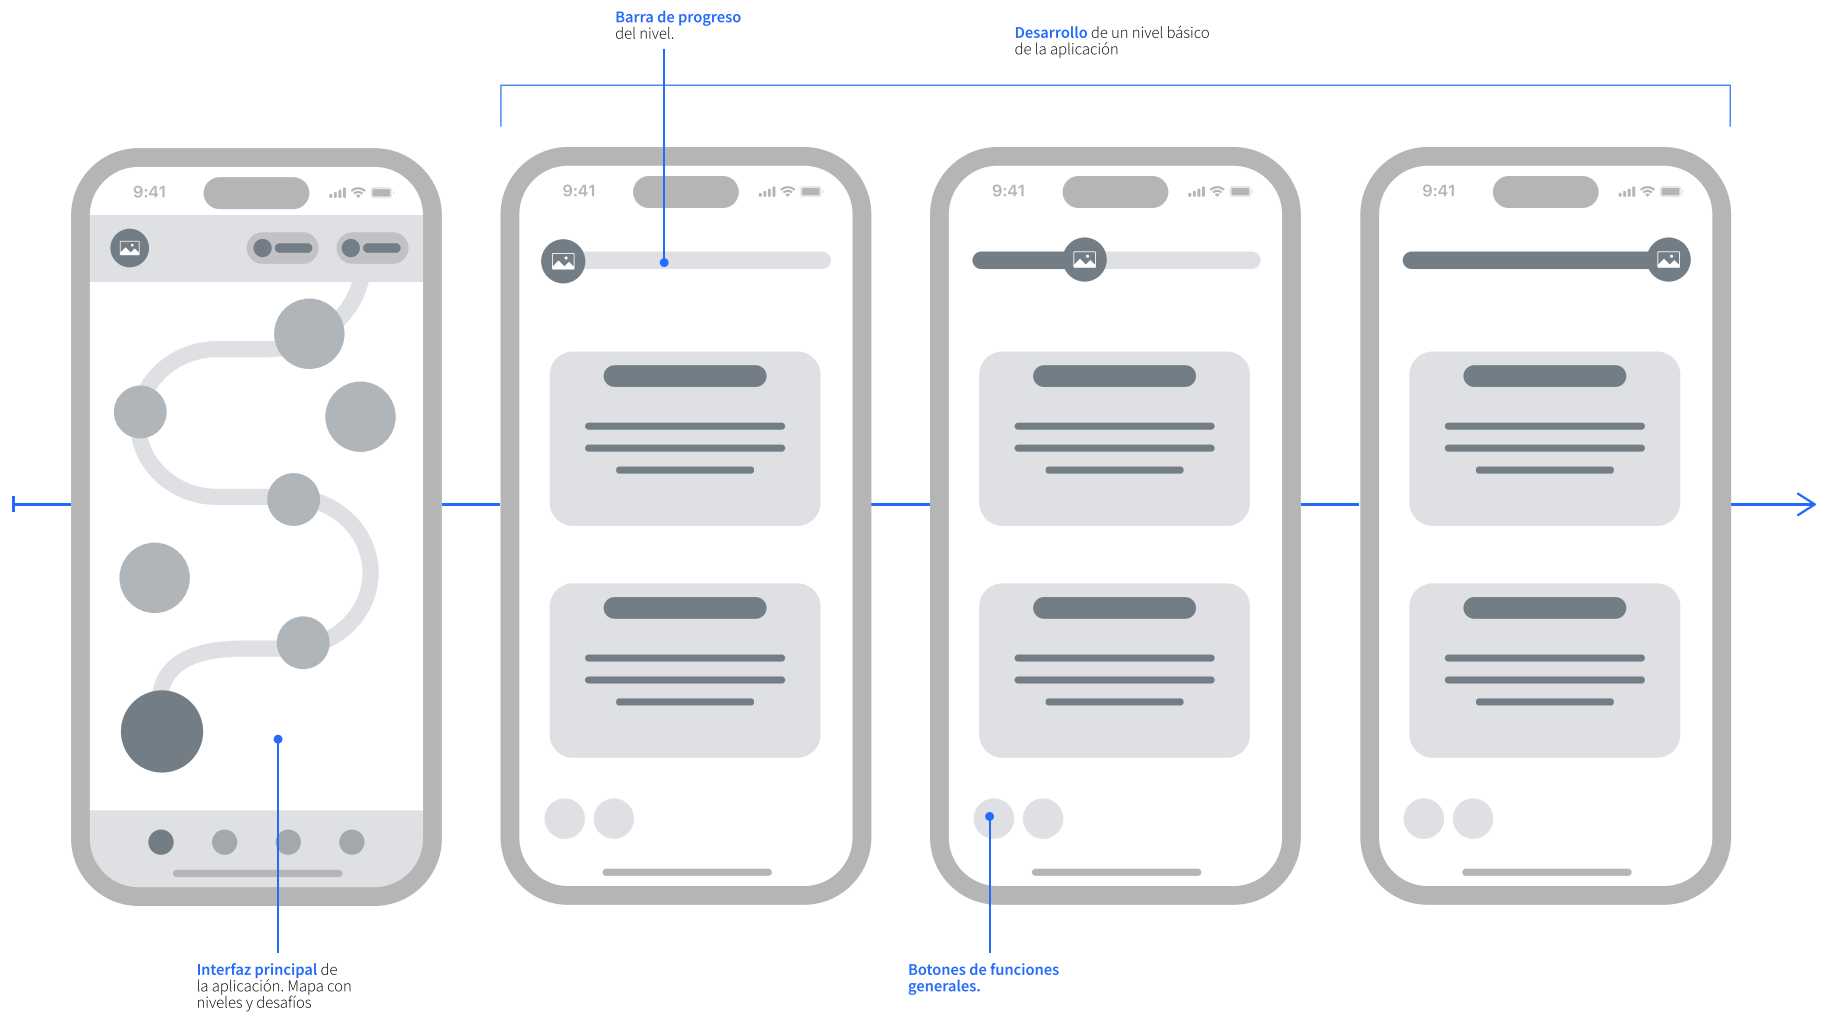 Barra de progreso
del nivel.
Desarrollo de un nivel básico
de la aplicación
9:41
9:41
9:41
9:41
Interfaz principal de
la aplicación. Mapa con
niveles y desafíos
Botones de funciones
generales.